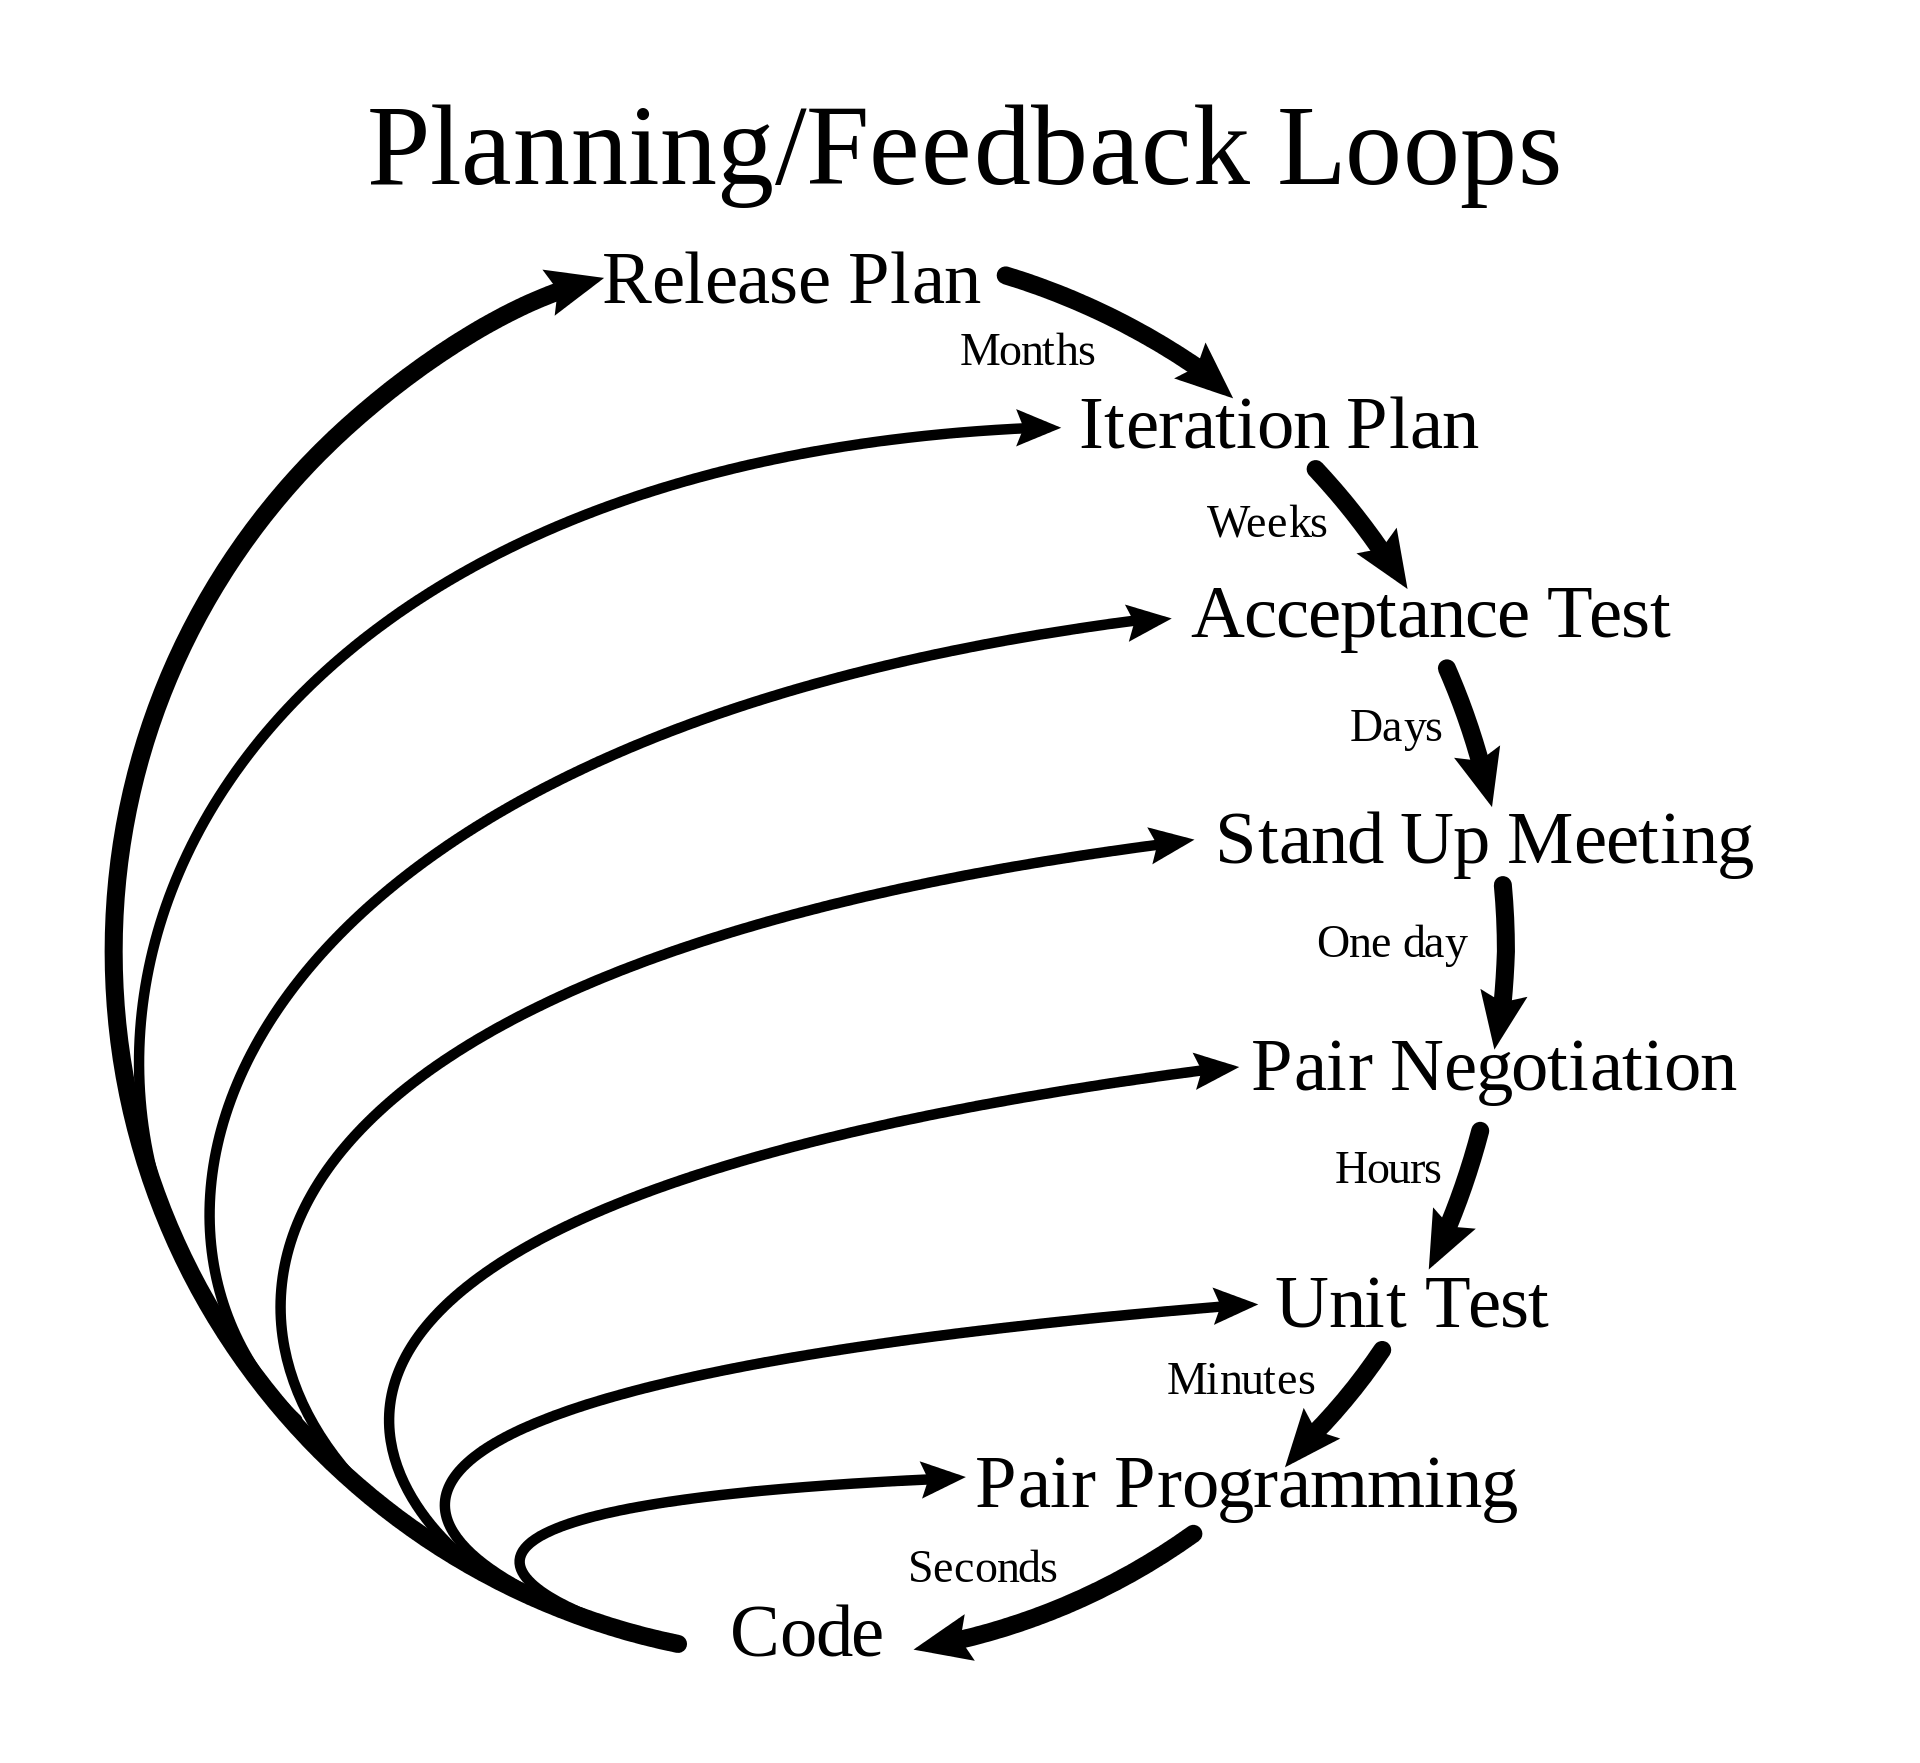 Planning/Feedback Loops
Release Plan
Months
Iteration Plan
Weeks
Acceptance Test
Days
Stand Up Meeting
One day
Pair Negotiation
Hours
Unit Test
Minutes
Pair Programming
Seconds
Code